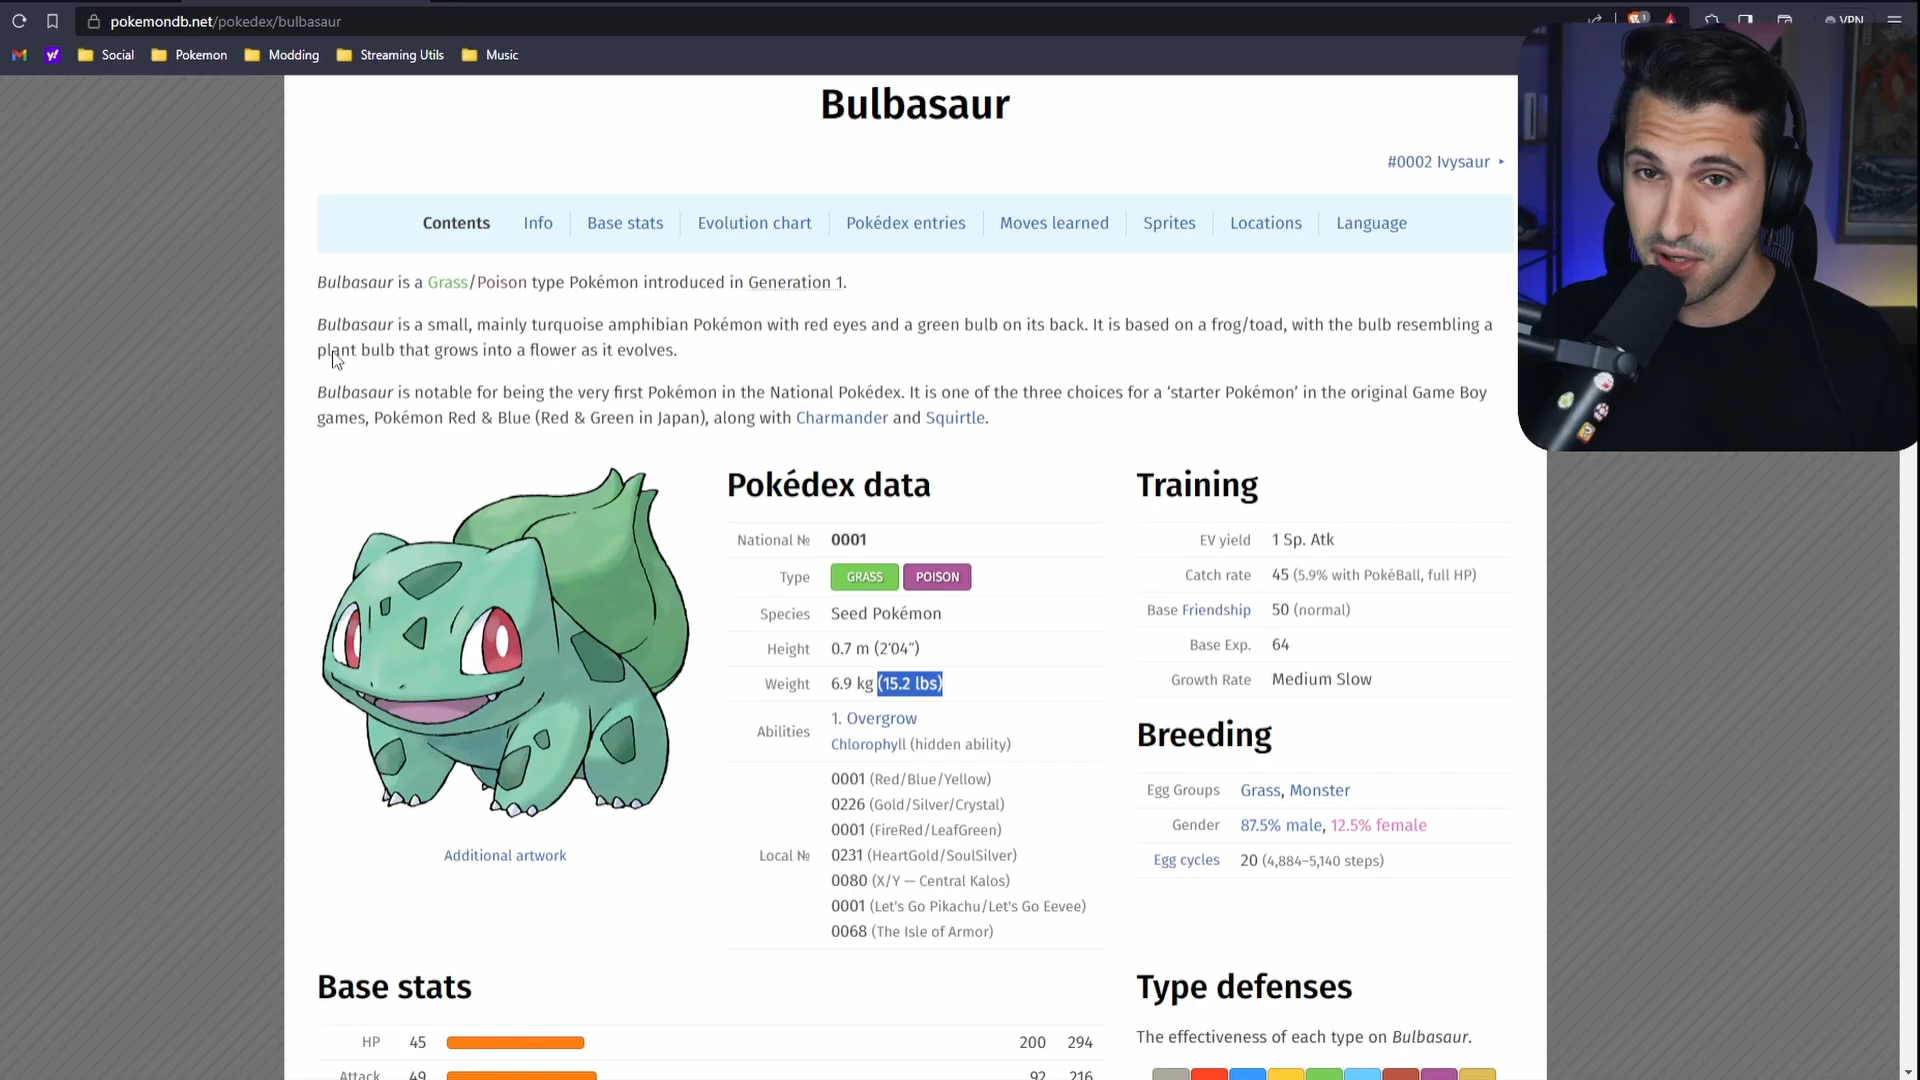 pokemondb.net/pokedex/bulbasaur
1
VPN
Social
Pokemon
Modding
Streaming Utils
Music
Bulbasaur
#0002 Ivysaur
Contents Info Base stats Evolution chart Pokédex entries Moves learned Sprites Locations Language
Bulbasaur is a Grass/Poison type Pokémon introduced in Generation 1.
Bulbasaur is a small, mainly turquoise amphibian Pokémon with red eyes and a green bulb on its back. It is based on a frog/toad, with the bulb resembling a
plant bulb that grows into a flower as it evolves.
Bulbasaur is notable for being the very first Pokémon in the National Pokédex. It is one of the three choices for a ‘starter Pokémon’ in the original Game Boy
games, Pokémon Red & Blue (Red & Green in Japan), along with Charmander and Squirtle.
Additional artwork
Pokédex data
National № 0001
Type GRASS POISON
Species Seed Pokémon
Height 0.7 m (2′04″)
Weight 6.9 kg (15.2 lbs)
Abilities 1. Overgrow
Chlorophyll (hidden ability)
Local № 0001 (Red/Blue/Yellow)
0226 (Gold/Silver/Crystal)
0001 (FireRed/LeafGreen)
0231 (HeartGold/SoulSilver)
0080 (X/Y — Central Kalos)
0001 (Let's Go Pikachu/Let's Go Eevee)
0068 (The Isle of Armor)
Training
EV yield 1 Sp. Atk
Catch rate 45 (5.9% with PokéBall, full HP)
Base Friendship 50 (normal)
Base Exp. 64
Growth Rate Medium Slow
Breeding
Egg Groups Grass, Monster
Gender 87.5% male, 12.5% female
Egg cycles 20 (4,884–5,140 steps)
Base stats
HP 45 200 294
Attack 49 92 216
Type defenses
The effectiveness of each type on Bulbasaur.